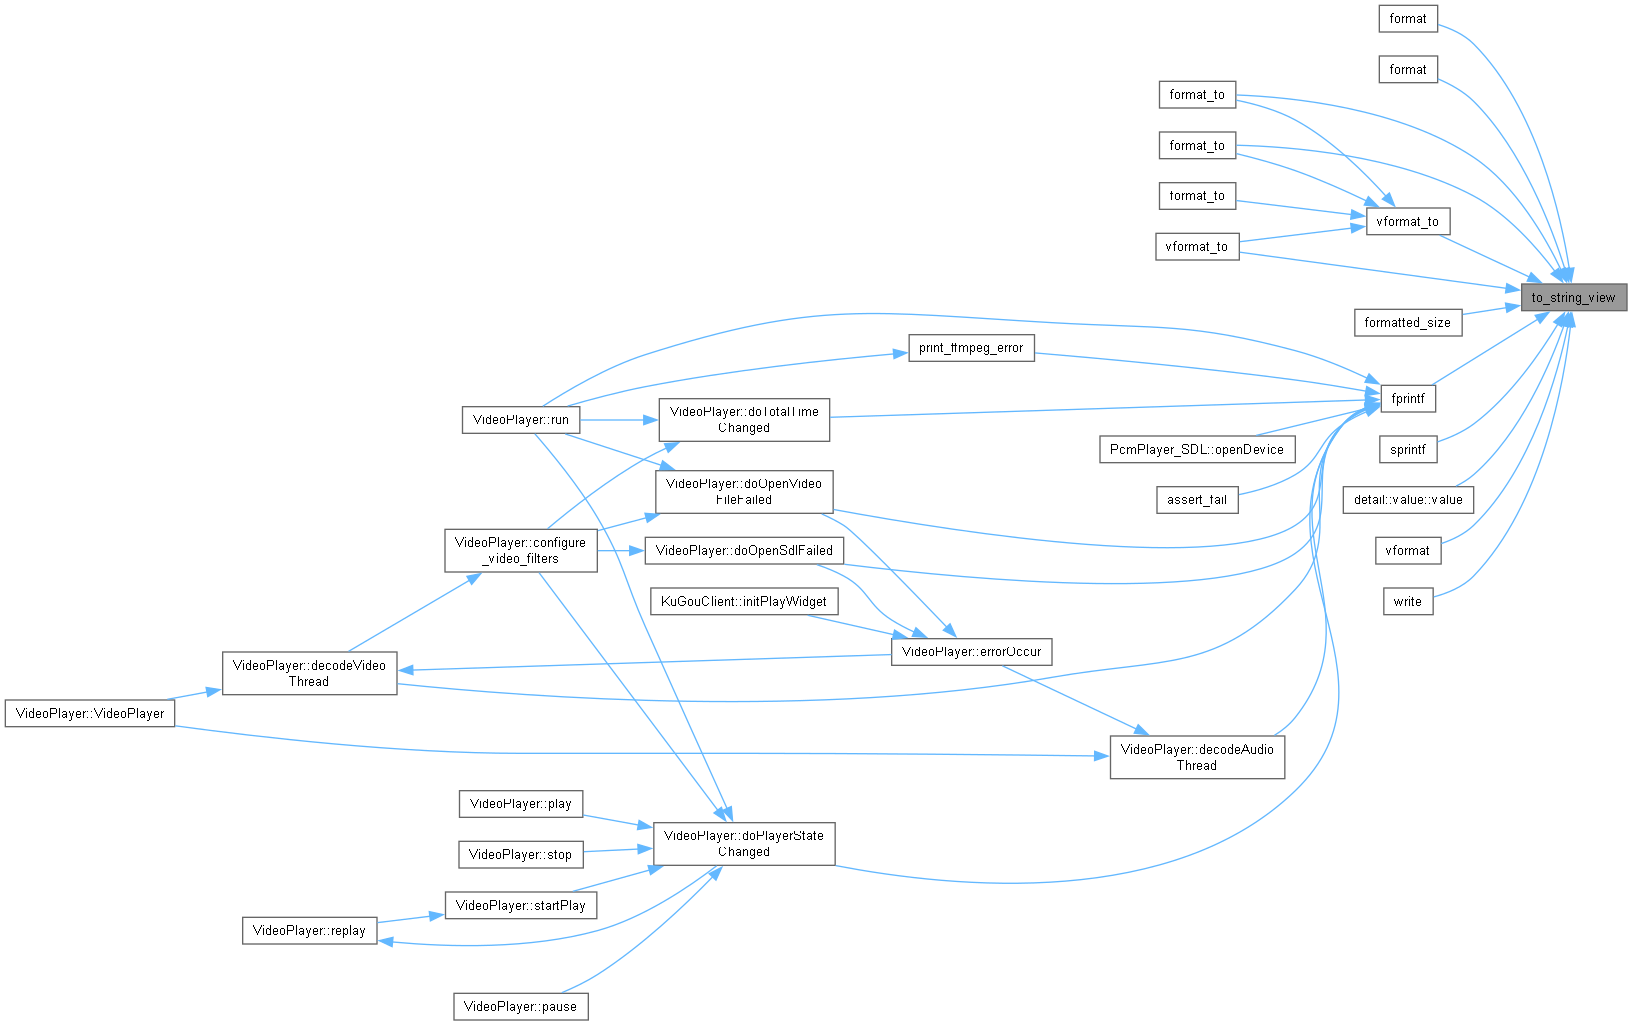 format
format
format_to
format_to
format_to
vformat_to
vformat_to
to_string_view
formatted_size
print_ffmpeg_error
fprintf
VideoPlayer::run
VideoPlayer::doTotalTime
Changed
PcmPlayer_SDL::openDevice
sprintf
VideoPlayer::doOpenVideo
FileFailed
assert_fail
detail::value::value
VideoPlayer::configure
_video_filters
VideoPlayer::doOpenSdlFailed
vformat
KuGouClient::initPlayWidget
write
VideoPlayer::errorOccur
VideoPlayer::decodeVideo
Thread
VideoPlayer::VideoPlayer
VideoPlayer::decodeAudio
Thread
VideoPlayer::play
VideoPlayer::doPlayerState
Changed
VideoPlayer::stop
VideoPlayer::startPlay
VideoPlayer::replay
VideoPlayer::pause